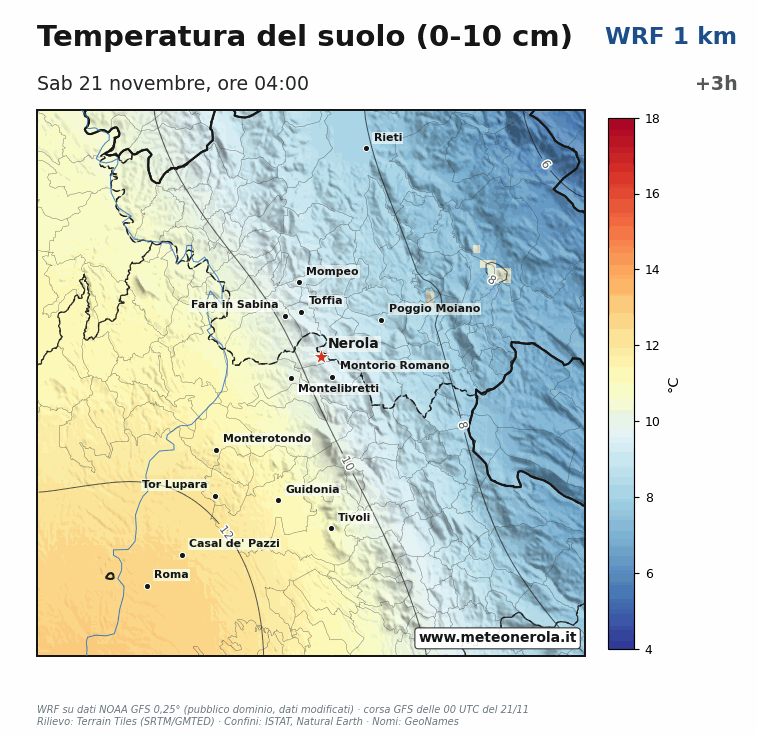 Temperatura del suolo (0-10 cm)
WRF 1 km
Sab 21 novembre, ore 04:00
+3h
Rieti
6
8
Mompeo
Toffia
Fara in Sabina
Poggio Moiano
Nerola
Montorio Romano
Montelibretti
8
Monterotondo
10
Tor Lupara
Guidonia
Tivoli
12
Casal de' Pazzi
Roma
www.meteonerola.it
18
16
14
12
10
8
6
4
°C
WRF su dati NOAA GFS 0,25° (pubblico dominio, dati modificati) · corsa GFS delle 00 UTC del 21/11
Rilievo: Terrain Tiles (SRTM/GMTED) · Confini: ISTAT, Natural Earth · Nomi: GeoNames